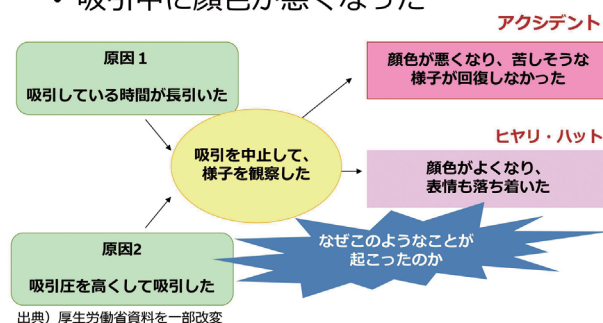 ・吸引中に顔色が悪くなった
アクシデント
原因1
吸引している時間が長引いた
顔色が悪くなり、苦しそうな
様子が回復しなかった
吸引を中止して、
様子を観察した
ヒヤリ・ハット
顔色がよくなり、
表情も落ち着いた
原因2
吸引圧を高くして吸引した
なぜこのようなことが
起こったのか
出典）厚生労働省資料を一部改変